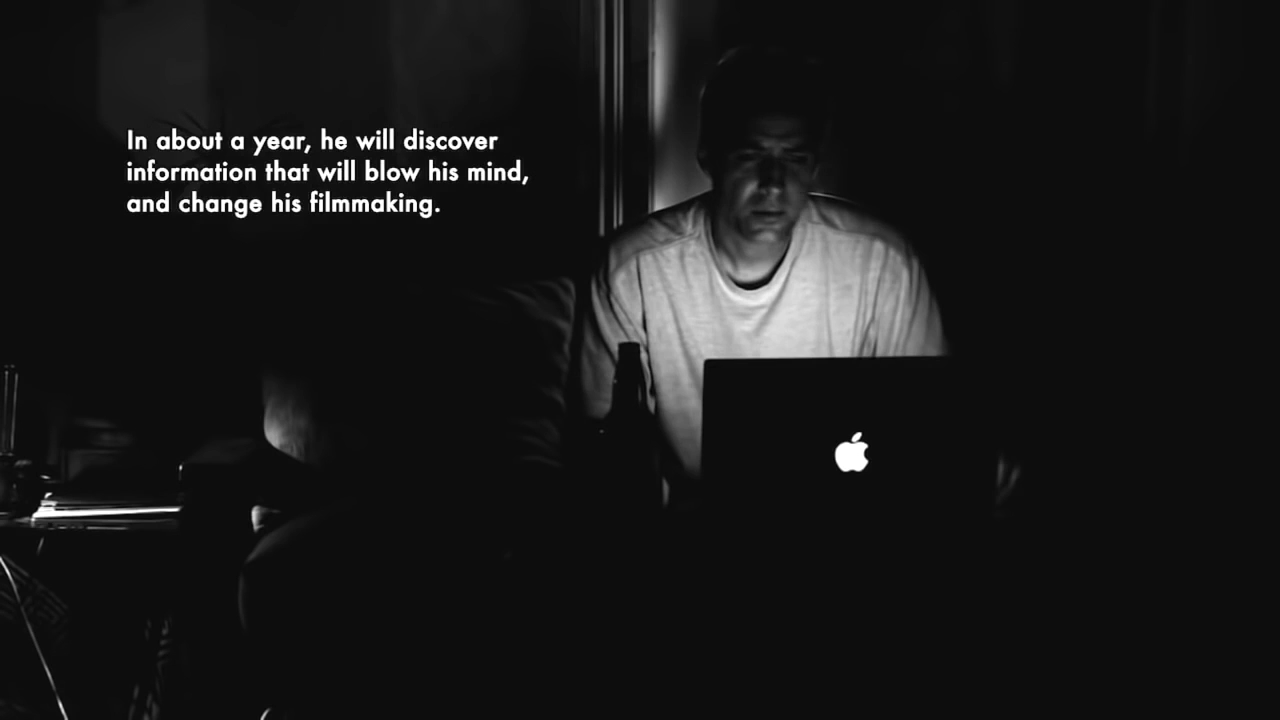 In about a year, he will discover
information that will blow his mind,
and change his filmmaking.